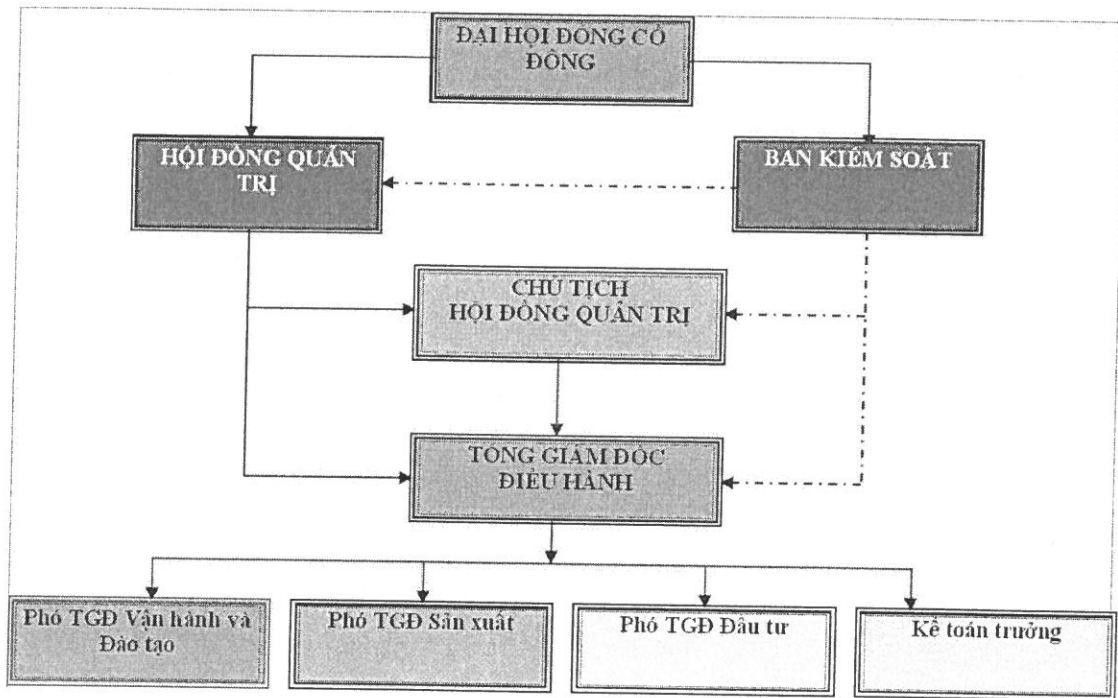 ĐẠI HỘI ĐỒNG CỔ
ĐÔNG
HỘI ĐỒNG QUẢN
TRỊ
BAN KIỂM SOÁT
CHỦ TỊCH
HỘI ĐỒNG QUẢN TRỊ
TỔNG GIÁM ĐỐC
ĐIỀU HÀNH
Phó TGĐ Vận hành và
Đào tạo
Phó TGĐ Sản xuất
Phó TGĐ Đầu tư
Kế toán trưởng